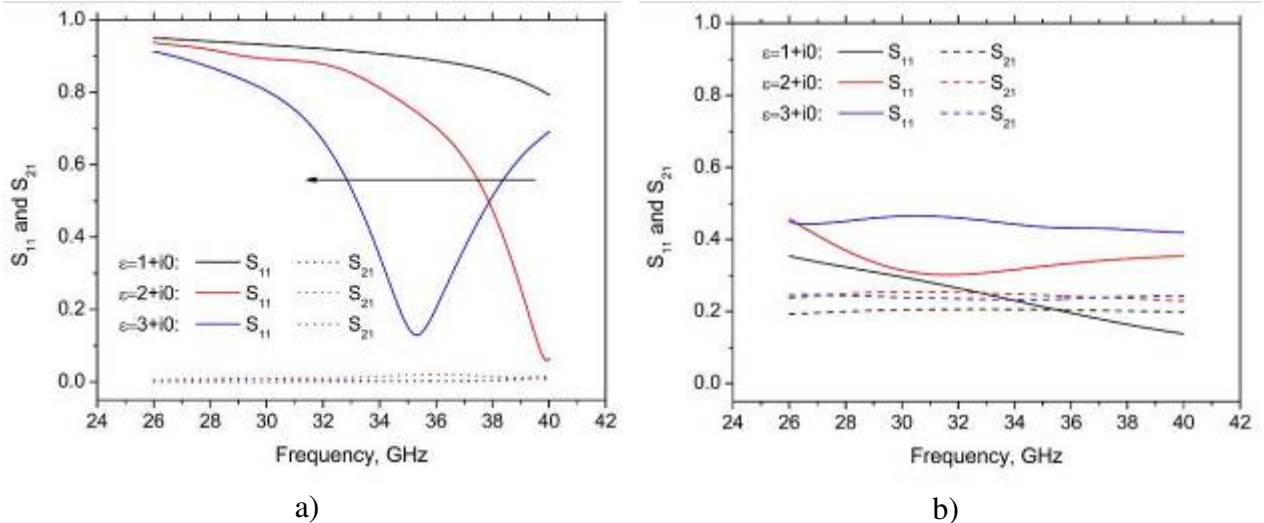 1.0
0.8
0.6
0.4
0.2
0.0
S₁₁ and S₂₁
ε=1+i0: S₁₁ S₂₁
ε=2+i0: S₁₁ S₂₁
ε=3+i0: S₁₁ S₂₁
24 26 28 30 32 34 36 38 40 42
Frequency, GHz
a)
1.0
0.8
0.6
0.4
0.2
0.0
S₁₁ and S₂₁
ε=1+i0: S₁₁ S₂₁
ε=2+i0: S₁₁ S₂₁
ε=3+i0: S₁₁ S₂₁
24 26 28 30 32 34 36 38 40 42
Frequency, GHz
b)